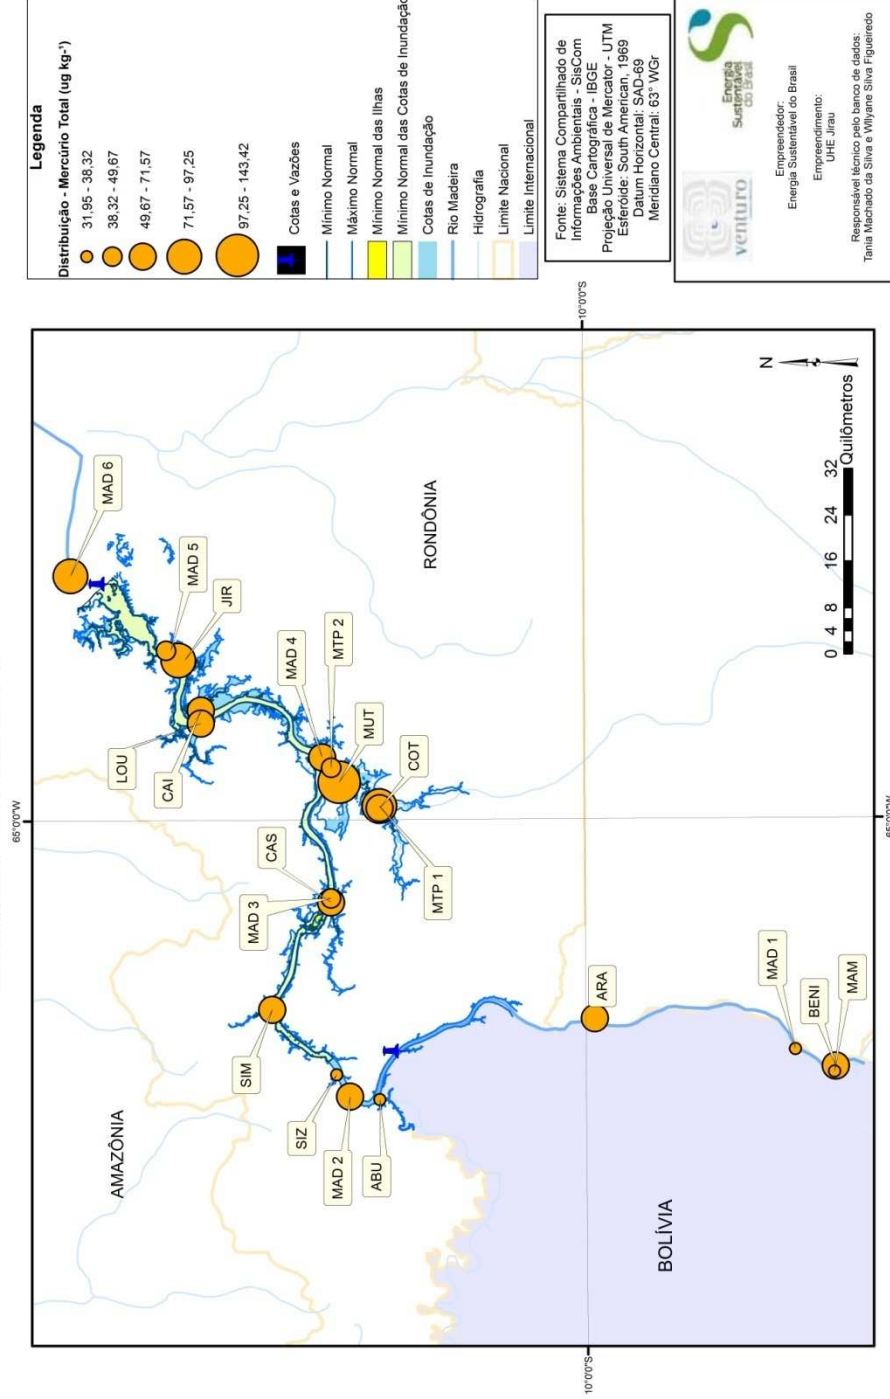 Legenda
Distribuição - Mercúrio Total (ug kg-¹)
31,95 - 38,32
38,32 - 49,67
49,67 - 71,57
71,57 - 97,25
97,25 - 143,42
Cotas e Vazões
Mínimo Normal
Máximo Normal
Mínimo Normal das Ilhas
Mínimo Normal das Cotas de Inundação
Cotas de Inundação
Rio Madeira
Hidrografia
Limite Nacional
Limite Internacional
Fonte: Sistema Compartilhado de
Informações Ambientais - SisCom
Base Cartográfica - IBGE
Projeção Universal de Mercator - UTM
Esferóide: South American, 1969
Datum Horizontal: SAD-69
Meridiano Central: 63° WGr
venturo
Energia
Sustentável
do Brasil
Empreendedor:
Energia Sustentável do Brasil
Empreendimento:
UHE Jirau
Responsável técnico pelo banco de dados:
Tania Machado da Silva e Wllyane Silva Figueiredo
65°0'0"W
AMAZÔNIA
MAD 6
MAD 5
JIR
LOU
CAI
MAD 4
MTP 2
MUT
COT
MTP 1
CAS
MAD 3
SIM
SIZ
MAD 2
ABU
ARA
MAD 1
BENI
MAM
RONDÔNIA
BOLÍVIA
10°0'0"S
10°0'0"S
N
0 4 8 16 24 32
Quilômetros
65°0'0"W